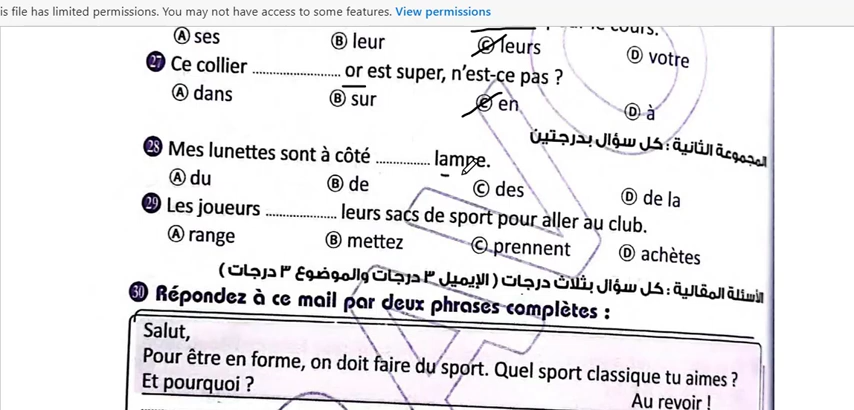 is file has limited permissions. You may not have access to some features. View permissions
cours.
A ses B leur C leurs D votre
27 Ce collier .................... or est super, n'est-ce pas ?
A dans B sur C en D à
المجموعة الثانية : كل سؤال بدرجتين
28 Mes lunettes sont à côté ............. lampe.
A du B de C des D de la
29 Les joueurs ................. leurs sacs de sport pour aller au club.
A range B mettez C prennent D achètes
الأسئلة المقالية : كل سؤال بثلاث درجات ( الإيميل ٣ درجات والموضوع ٣ درجات )
30 Répondez à ce mail par deux phrases complètes :
Salut,
Pour être en forme, on doit faire du sport. Quel sport classique tu aimes ?
Et pourquoi ?
Au revoir !